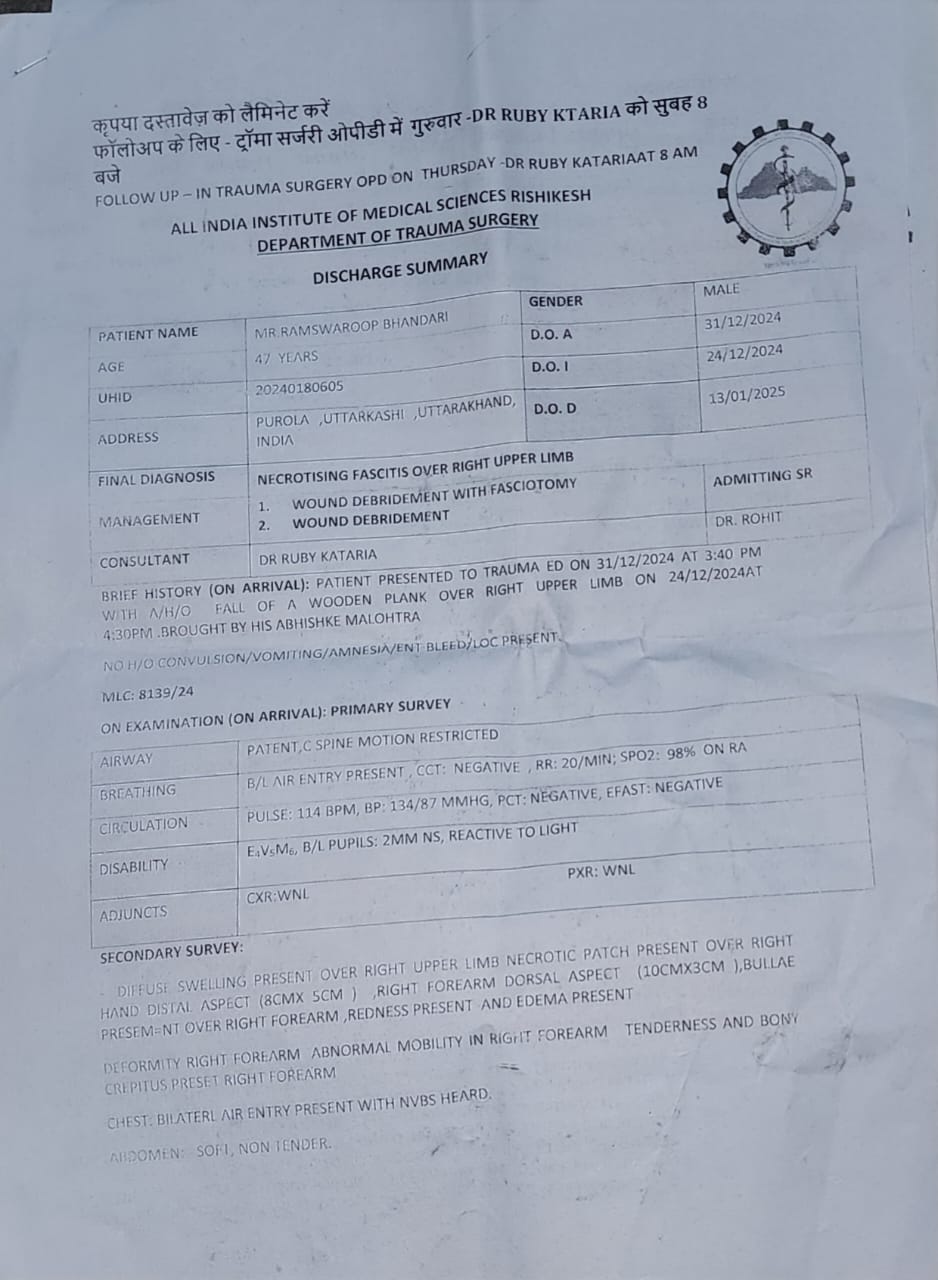 कृपया दस्तावेज़ को लैमिनेट करें
फॉलोअप के लिए - ट्रॉमा सर्जरी ओपीडी में गुरुवार -DR RUBY KTARIA को सुबह 8
बजे
FOLLOW UP – IN TRAUMA SURGERY OPD ON THURSDAY -DR RUBY KATARIAAT 8 AM
ALL INDIA INSTITUTE OF MEDICAL SCIENCES RISHIKESH
DEPARTMENT OF TRAUMA SURGERY
DISCHARGE SUMMARY
PATIENT NAME MR.RAMSWAROOP BHANDARI GENDER MALE
AGE 47 YEARS D.O. A 31/12/2024
UHID 20240180605 D.O. I 24/12/2024
ADDRESS PUROLA ,UTTARKASHI ,UTTARAKHAND, D.O. D 13/01/2025
INDIA
FINAL DIAGNOSIS NECROTISING FASCITIS OVER RIGHT UPPER LIMB
MANAGEMENT 1. WOUND DEBRIDEMENT WITH FASCIOTOMY ADMITTING SR
2. WOUND DEBRIDEMENT
CONSULTANT DR RUBY KATARIA DR. ROHIT
BRIEF HISTORY (ON ARRIVAL): PATIENT PRESENTED TO TRAUMA ED ON 31/12/2024 AT 3:40 PM
WITH A/H/O FALL OF A WOODEN PLANK OVER RIGHT UPPER LIMB ON 24/12/2024AT
4:30PM .BROUGHT BY HIS ABHISHKE MALOHTRA
NO H/O CONVULSION/VOMITING/AMNESIA/ENT BLEED/LOC PRESENT.
MLC: 8139/24
ON EXAMINATION (ON ARRIVAL): PRIMARY SURVEY
AIRWAY PATENT,C SPINE MOTION RESTRICTED
BREATHING B/L AIR ENTRY PRESENT , CCT: NEGATIVE , RR: 20/MIN; SPO2: 98% ON RA
CIRCULATION PULSE: 114 BPM, BP: 134/87 MMHG, PCT: NEGATIVE, EFAST: NEGATIVE
DISABILITY E₄V₅M₆, B/L PUPILS: 2MM NS, REACTIVE TO LIGHT
ADJUNCTS CXR:WNL PXR: WNL
SECONDARY SURVEY:
- DIFFUSE SWELLING PRESENT OVER RIGHT UPPER LIMB NECROTIC PATCH PRESENT OVER RIGHT
HAND DISTAL ASPECT (8CMX 5CM ) ,RIGHT FOREARM DORSAL ASPECT (10CMX3CM ),BULLAE
PRESEM=NT OVER RIGHT FOREARM ,REDNESS PRESENT AND EDEMA PRESENT
DEFORMITY RIGHT FOREARM ABNORMAL MOBILITY IN RIGHT FOREARM TENDERNESS AND BONY
CREPITUS PRESET RIGHT FOREARM
CHEST: BILATERL AIR ENTRY PRESENT WITH NVBS HEARD.
ABDOMEN: SOFT, NON TENDER.